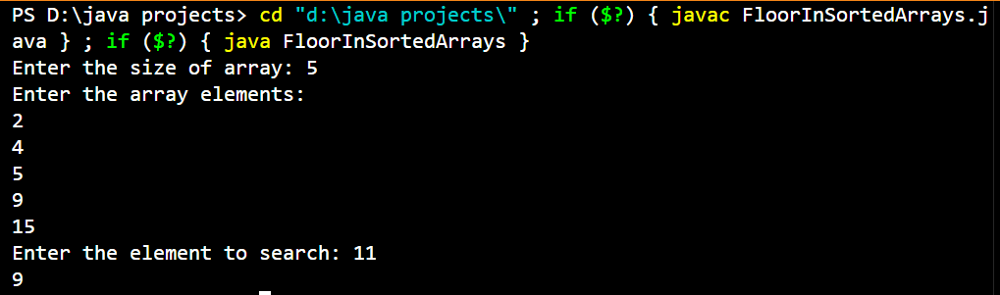 PS D:\java projects> cd "d:\java projects\" ; if ($?) { javac FloorInSortedArrays.j
ava } ; if ($?) { java FloorInSortedArrays }
Enter the size of array: 5
Enter the array elements:
2
4
5
9
15
Enter the element to search: 11
9